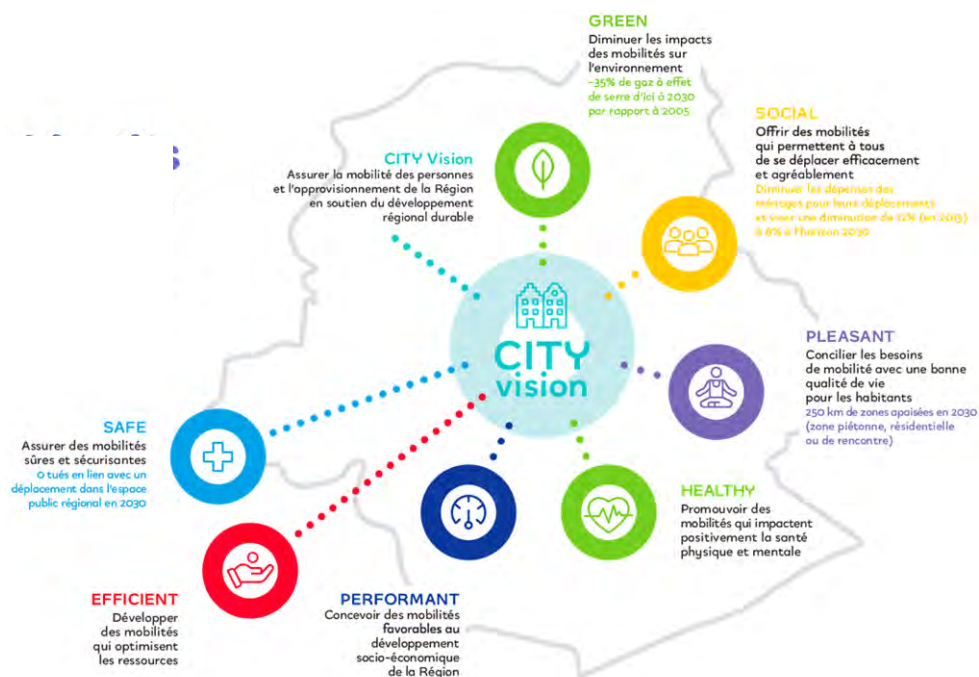 GREEN
Diminuer les impacts
des mobilités sur
l'environnement
-35% de gaz à effet
de serre d'ici à 2030
par rapport à 2005
SOCIAL
Offrir des mobilités
qui permettent à tous
de se déplacer efficacement
et agréablement
Diminuer les dépenses des
ménages pour leurs déplacements
et viser une diminution de 12% (en 2015)
à 8% à l'horizon 2030
CITY Vision
Assurer la mobilité des personnes
et l'approvisionnement de la Région
en soutien du développement
régional durable
CITY
vision
PLEASANT
Concilier les besoins
de mobilité avec une bonne
qualité de vie
pour les habitants
250 km de zones apaisées en 2030
(zone piétonne, résidentielle
ou de rencontre)
SAFE
Assurer des mobilités
sûres et sécurisantes
0 tués en lien avec un
déplacement dans l'espace
public régional en 2030
HEALTHY
Promouvoir des
mobilités qui impactent
positivement la santé
physique et mentale
EFFICIENT
Développer
des mobilités
qui optimisent
les ressources
PERFORMANT
Concevoir des mobilités
favorables au
développement
socio-économique
de la Région